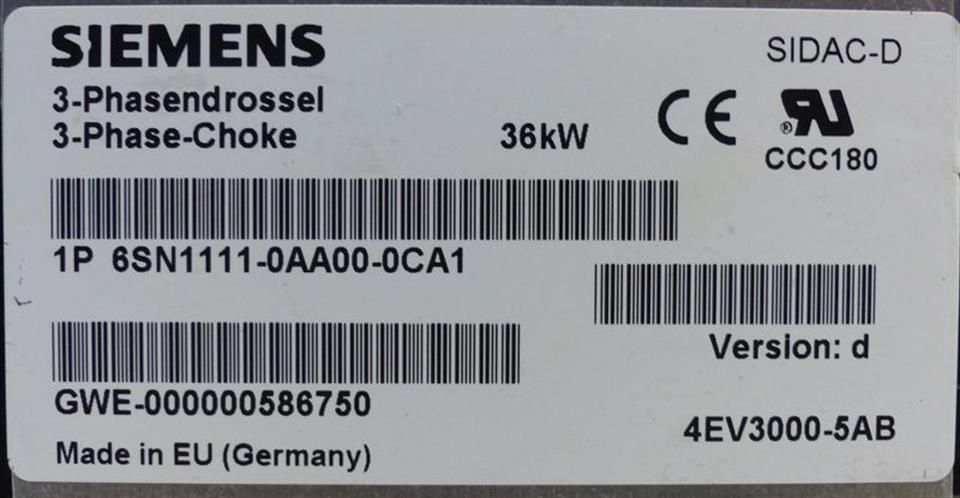 SIEMENS
SIDAC-D
3-Phasendrossel
3-Phase-Choke
36kW
CE
®RU
CCC180
1P 6SN1111-0AA00-0CA1
Version: d
GWE-000000586750
4EV3000-5AB
Made in EU (Germany)